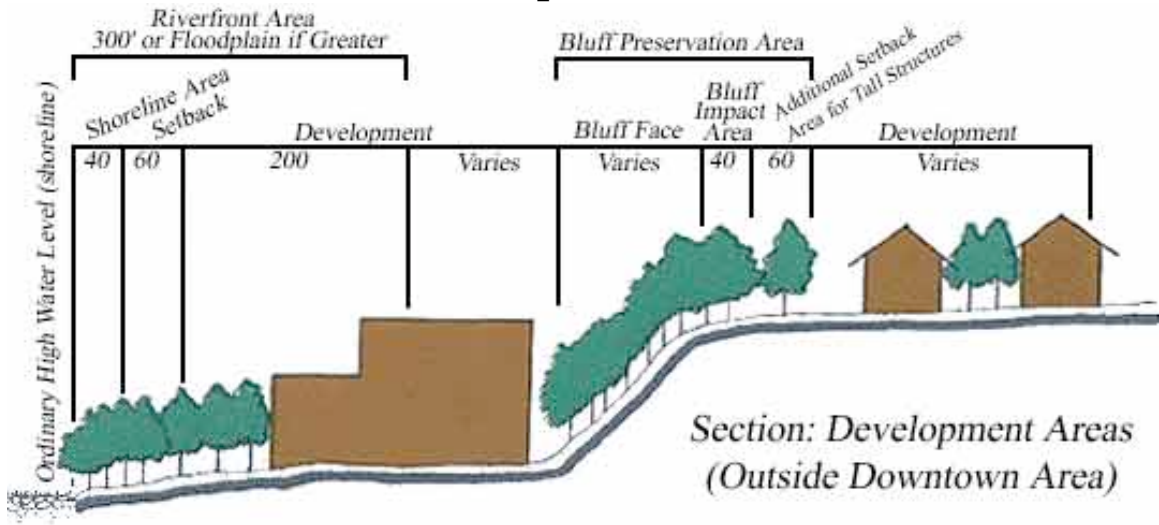 Riverfront Area
300' or Floodplain if Greater
Bluff Preservation Area
Ordinary High Water Level (shoreline)
Shoreline Area
Setback
Development
Bluff Face
Bluff
Impact
Area
Additional Setback
Area for Tall Structures
Development
40
60
200
Varies
Varies
40
60
Varies
Section: Development Areas
(Outside Downtown Area)